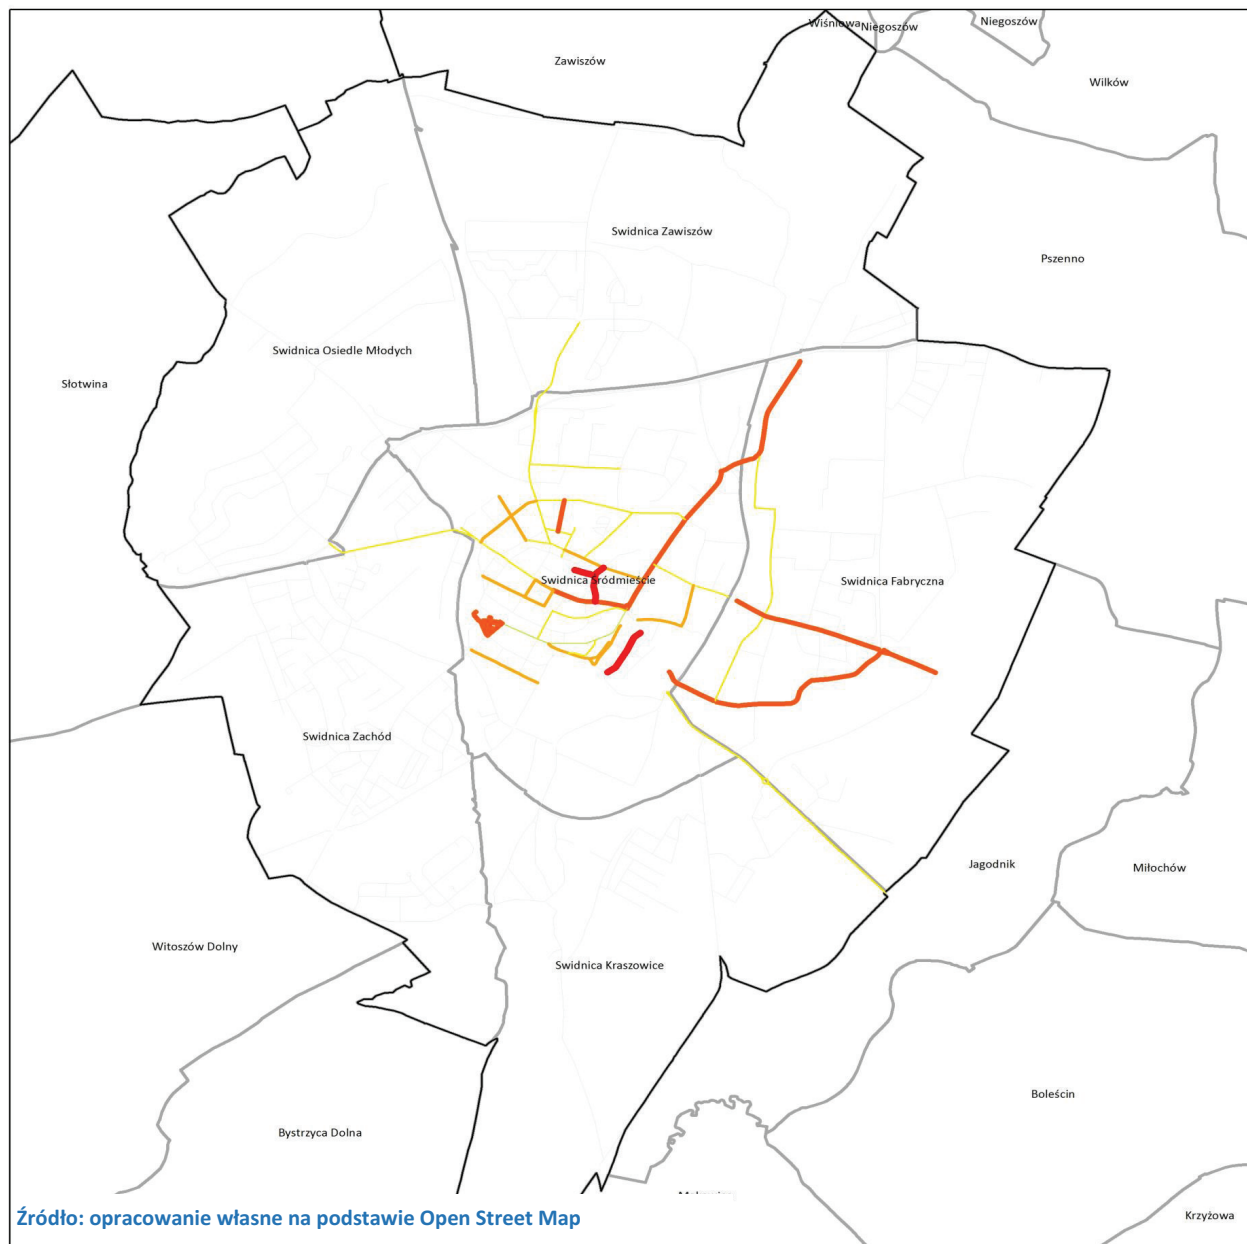 Wiśniowa
Niegoszów
Niegoszów
Zawiszów
Wilków
Swidnica Zawiszów
Pszenno
Swidnica Osiedle Młodych
Słotwina
Swidnica Śródmieście
Swidnica Fabryczna
Swidnica Zachód
Jagodnik
Miłochów
Witoszów Dolny
Swidnica Kraszowice
Boleścin
Bystrzyca Dolna
Krzyżowa
Źródło: opracowanie własne na podstawie Open Street Map